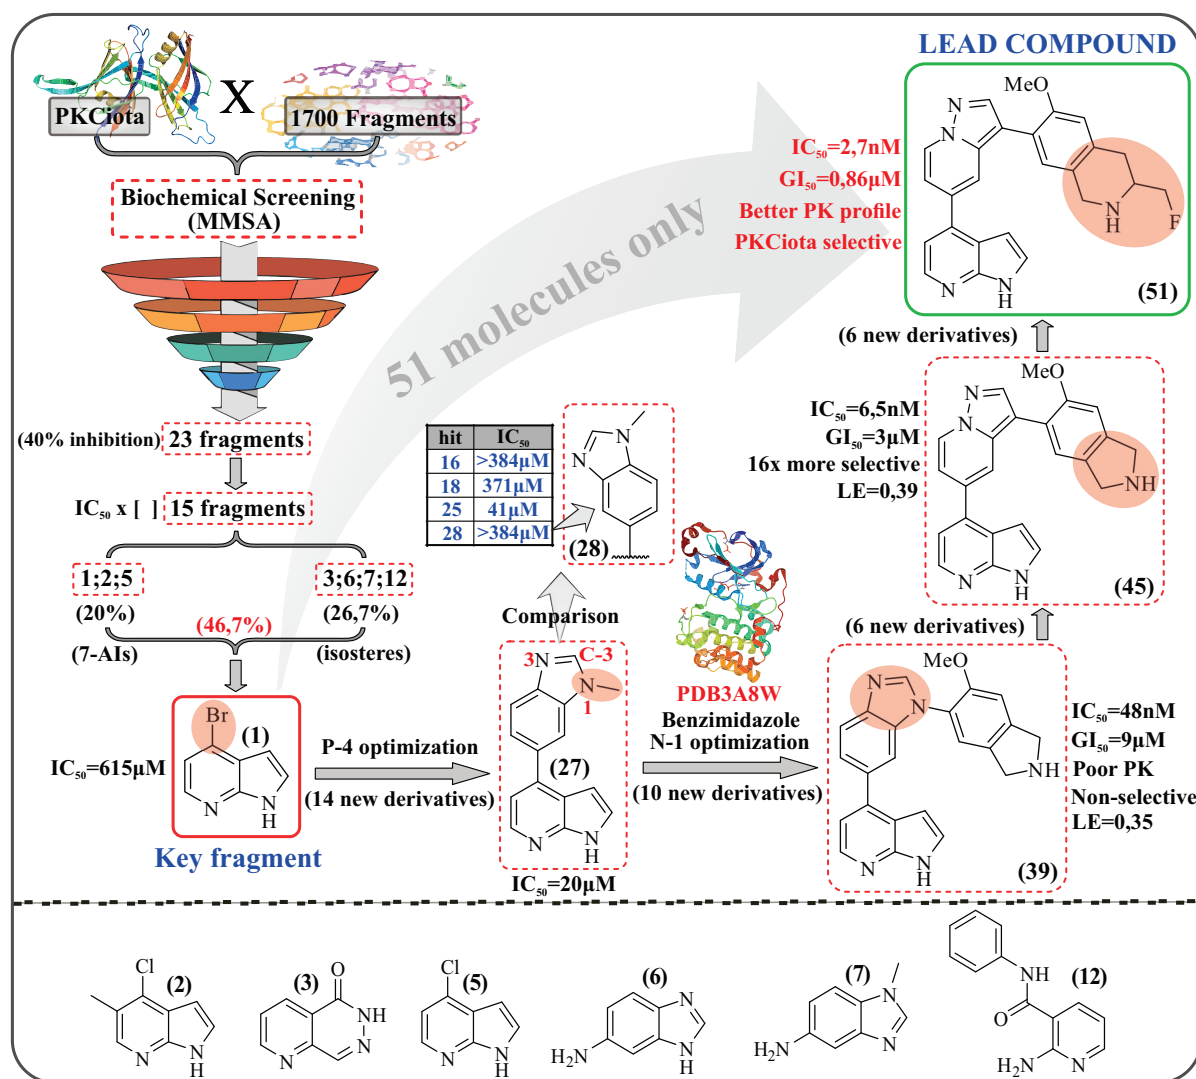 PKCiota
X
1700 Fragments
Biochemical Screening
(MMSA)
(40% inhibition)
23 fragments
IC50 x [ ]
15 fragments
1;2;5
3;6;7;12
(20%)
(26,7%)
(46,7%)
(7-AIs)
(isosteres)
Br
(1)
N
N
H
IC50=615μM
Key fragment
P-4 optimization
(14 new derivatives)
51 molecules only
hit IC50
16 >384μM
18 371μM
25 41μM
28 >384μM
N
N
(28)
Comparison
3
N
C-3
N
1
(27)
N
N
H
IC50=20μM
PDB3A8W
Benzimidazole
N-1 optimization
(10 new derivatives)
MeO
N
N
NH
N
N
H
(39)
IC50=48nM
GI50=9μM
Poor PK
Non-selective
LE=0,35
(6 new derivatives)
IC50=6,5nM
GI50=3μM
16x more selective
LE=0,39
MeO
N
N
NH
N
N
H
(45)
(6 new derivatives)
LEAD COMPOUND
IC50=2,7nM
GI50=0,86μM
Better PK profile
PKCiota selective
MeO
N
N
N
H
F
N
N
H
(51)
Cl
(2)
N
N
H
O
(3)
NH
N
N
Cl
(5)
N
N
H
(6)
N
H2N
N
H
(7)
N
H2N
N
(12)
NH
O
N
H2N